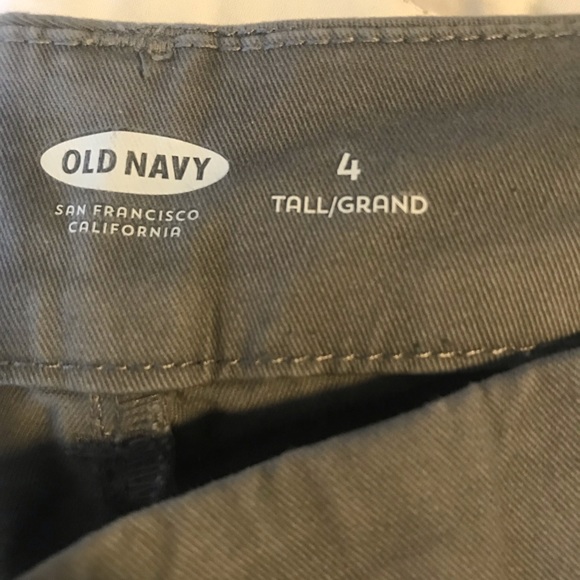 OLD NAVY
SAN FRANCISCO
CALIFORNIA
4
TALL/GRAND